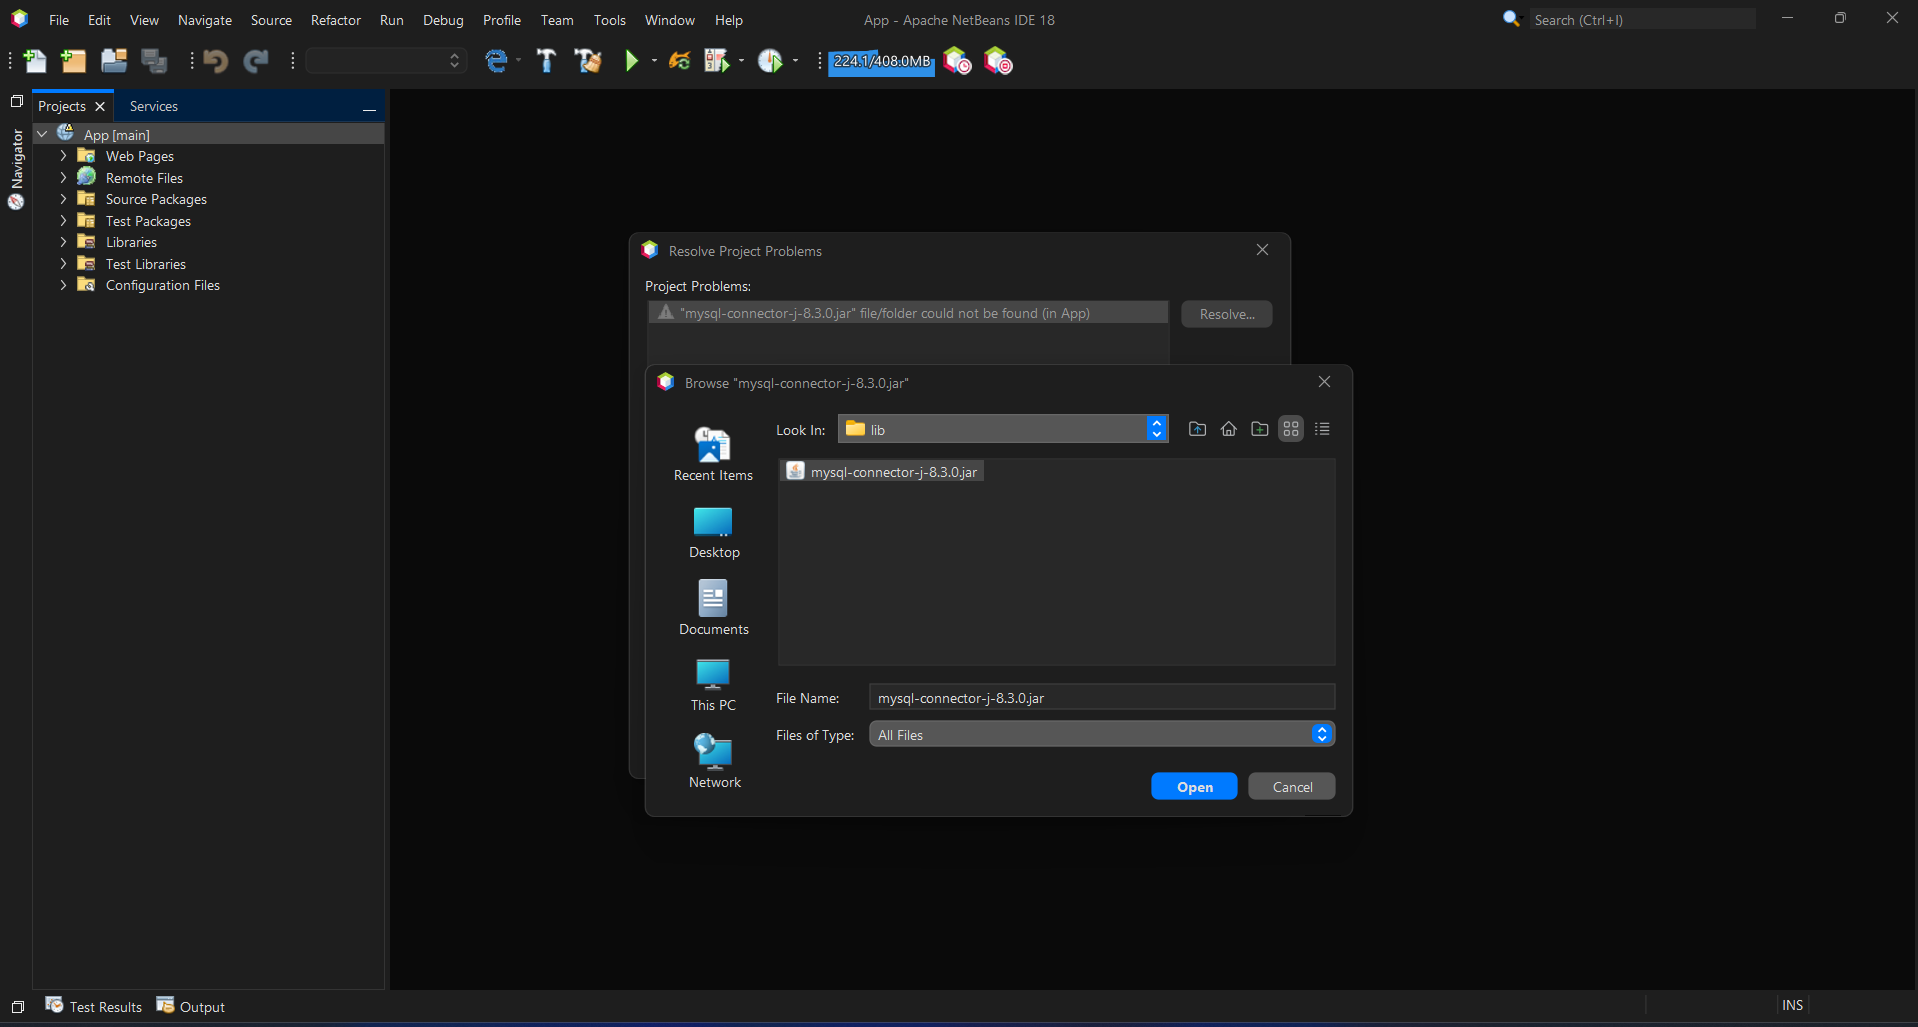 File Edit View Navigate Source Refactor Run Debug Profile Team Tools Window Help App - Apache NetBeans IDE 18 Search (Ctrl+I)
224.1/408.0MB
Projects Services
Navigator
App [main]
Web Pages
Remote Files
Source Packages
Test Packages
Libraries
Test Libraries
Configuration Files
Resolve Project Problems
Project Problems:
"mysql-connector-j-8.3.0.jar" file/folder could not be found (in App) Resolve...
Browse "mysql-connector-j-8.3.0.jar"
Look In: lib
Recent Items
Desktop
Documents
This PC
Network
mysql-connector-j-8.3.0.jar
File Name: mysql-connector-j-8.3.0.jar
Files of Type: All Files
Open Cancel
Test Results Output INS